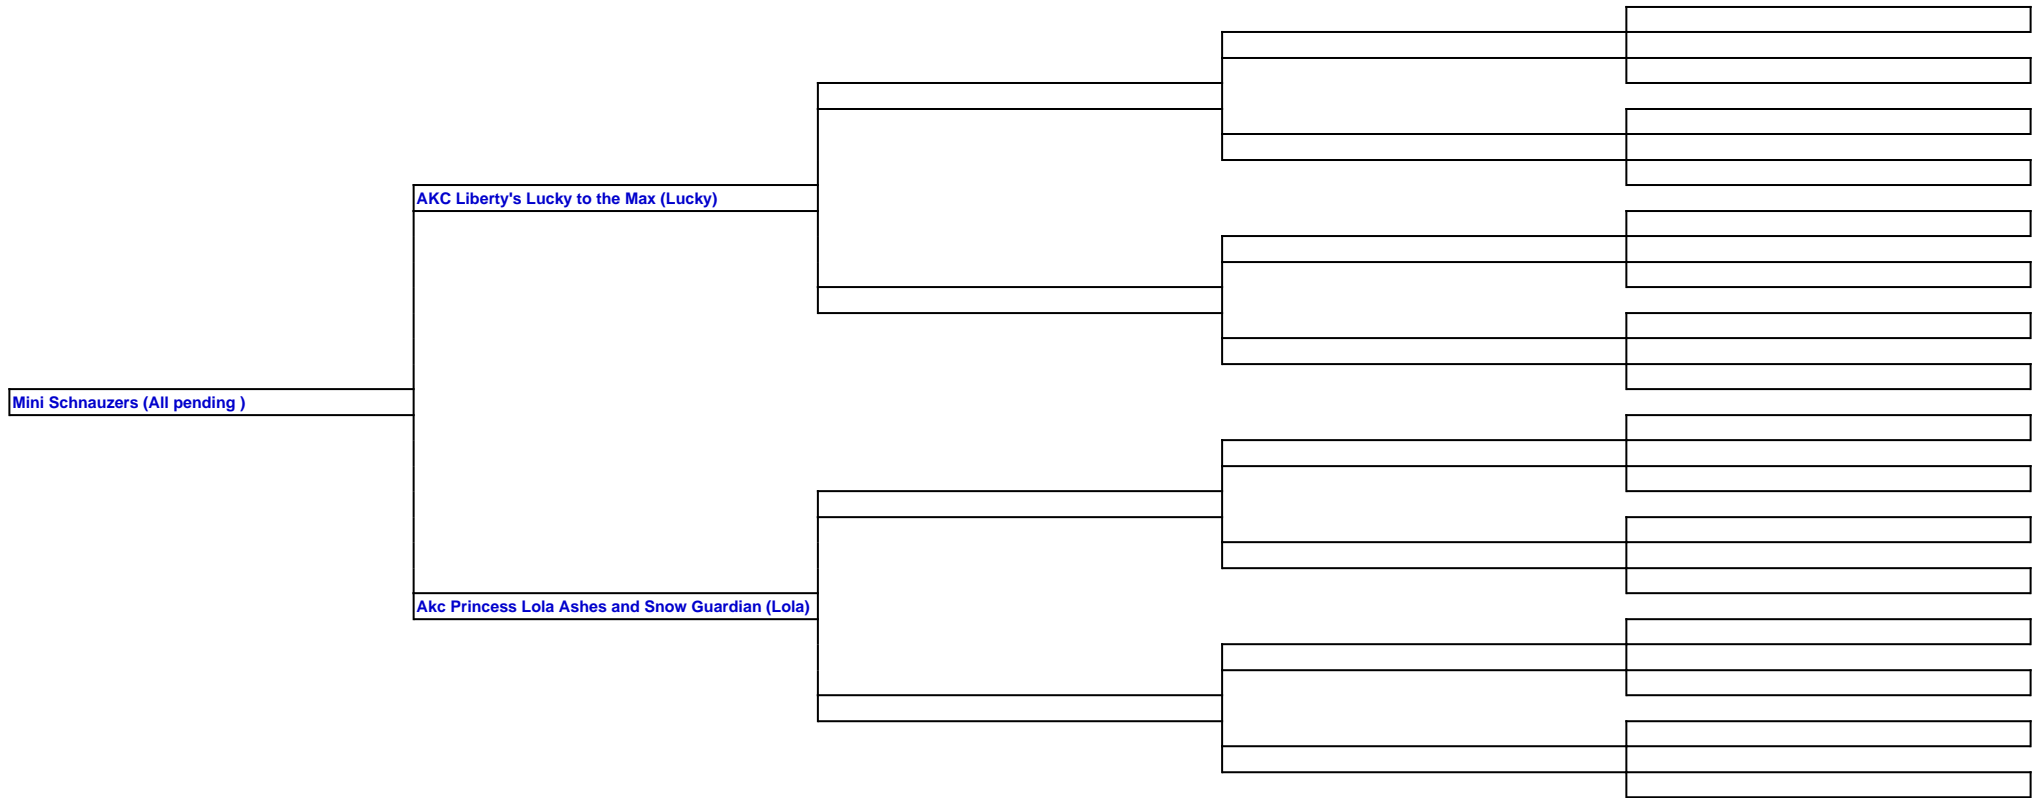 AKC Liberty's Lucky to the Max (Lucky)
Mini Schnauzers (All pending )
Akc Princess Lola Ashes and Snow Guardian (Lola)